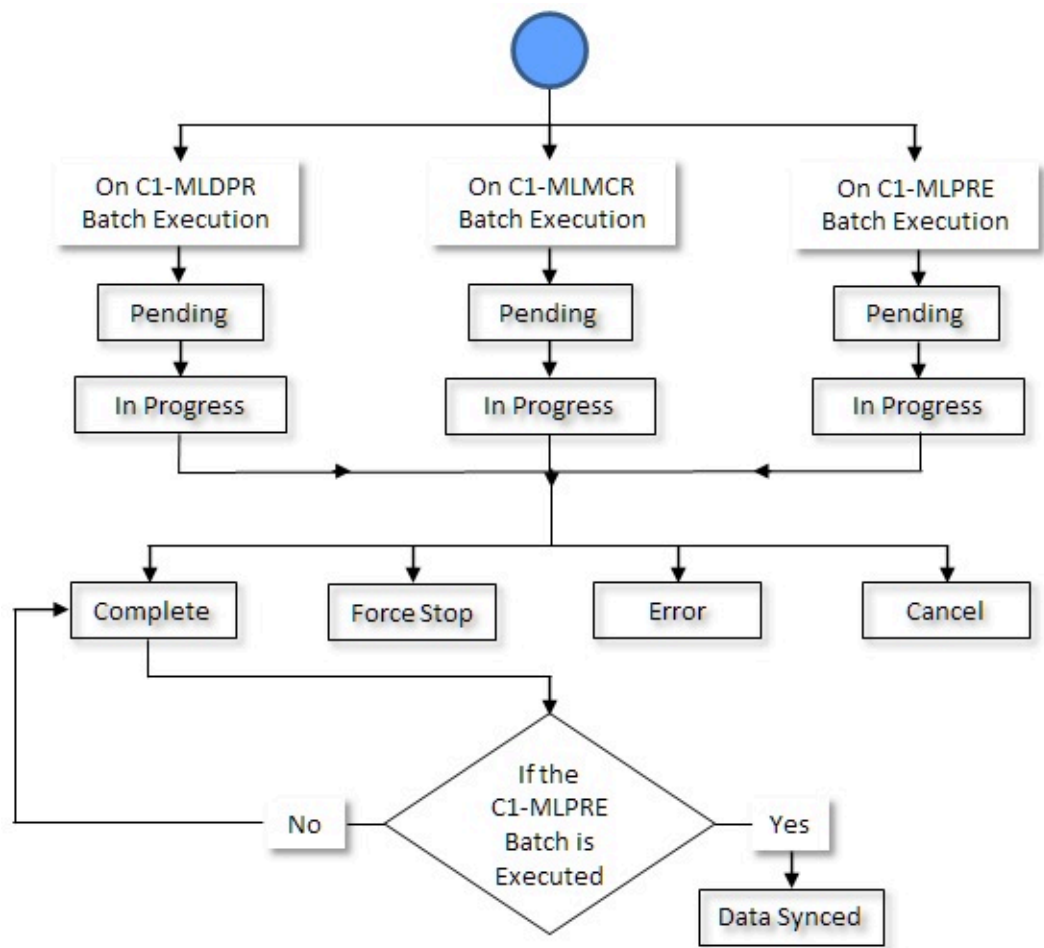 On C1-MLDPR
Batch Execution
On C1-MLMCR
Batch Execution
On C1-MLPRE
Batch Execution
Pending
Pending
Pending
In Progress
In Progress
In Progress
Complete
Force Stop
Error
Cancel
If the
C1-MLPRE
Batch is
Executed
No
Yes
Data Synced